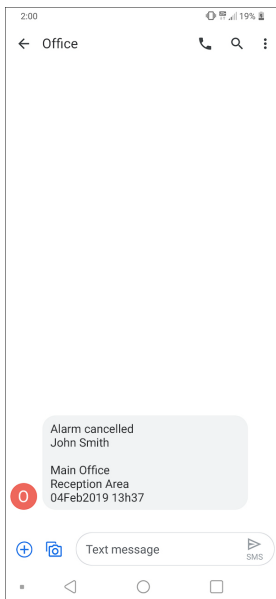 2:00
19%
Office
Alarm cancelled
John Smith
Main Office
Reception Area
04Feb2019 13h37
O
Text message
SMS